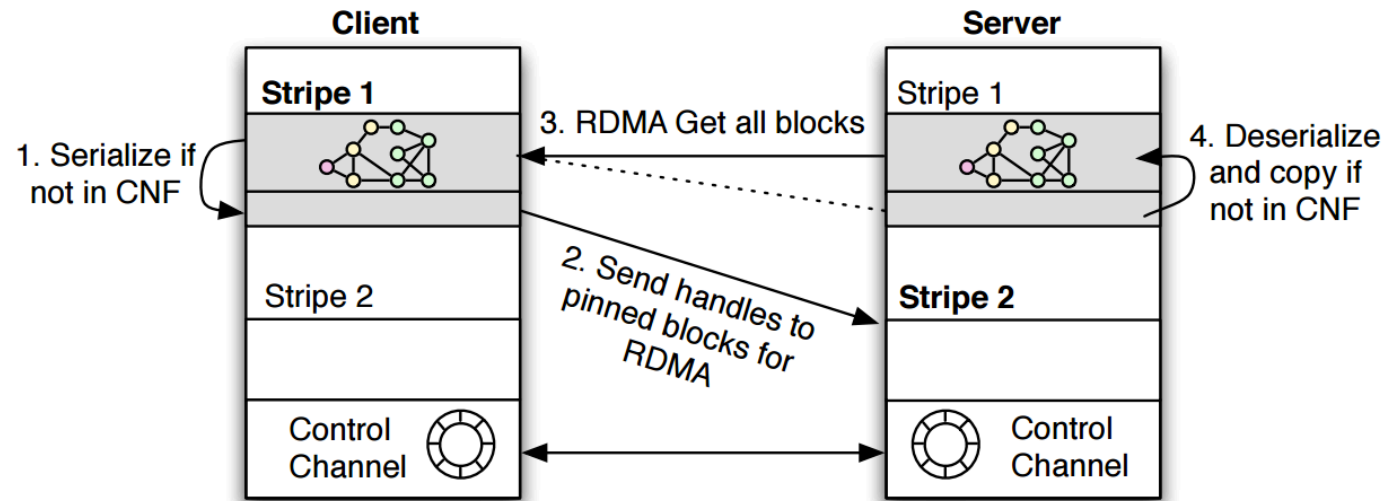 Client
Server
Stripe 1
Stripe 1
1. Serialize if
not in CNF
3. RDMA Get all blocks
4. Deserialize
and copy if
not in CNF
2. Send handles to
pinned blocks for
RDMA
Stripe 2
Stripe 2
Control
Channel
Control
Channel